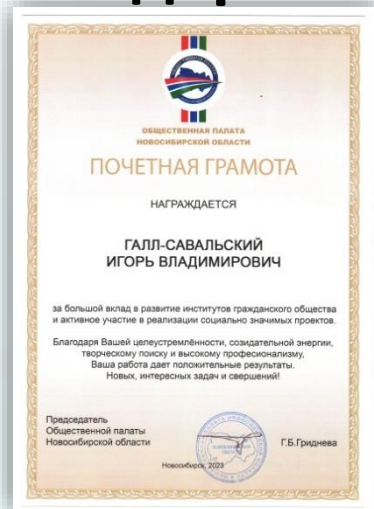 ОБЩЕСТВЕННАЯ ПАЛАТА
НОВОСИБИРСКОЙ ОБЛАСТИ
ПОЧЕТНАЯ ГРАМОТА
НАГРАЖДАЕТСЯ
ГАЛЛ-САВАЛЬСКИЙ
ИГОРЬ ВЛАДИМИРОВИЧ
за большой вклад в развитие институтов гражданского общества
и активное участие в реализации социально значимых проектов.
Благодаря Вашей целеустремлённости, созидательной энергии,
творческому поиску и высокому профессионализму,
Ваша работа дает положительные результаты.
Новых, интересных задач и свершений!
Председатель
Общественной палаты
Новосибирской области
Г.Б.Гриднева
Новосибирск, 2023